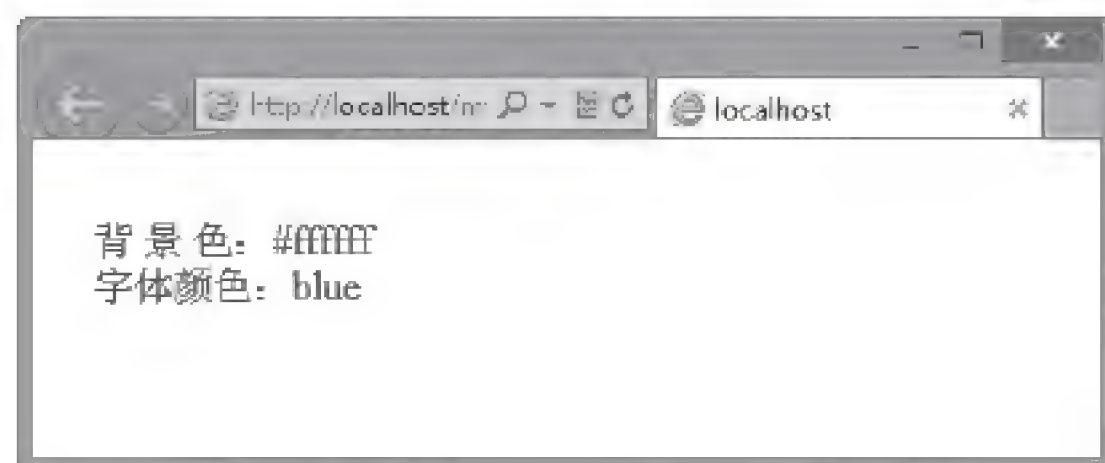 http://localhost/
localhost
背 景 色：#ffffff
字体颜色：blue